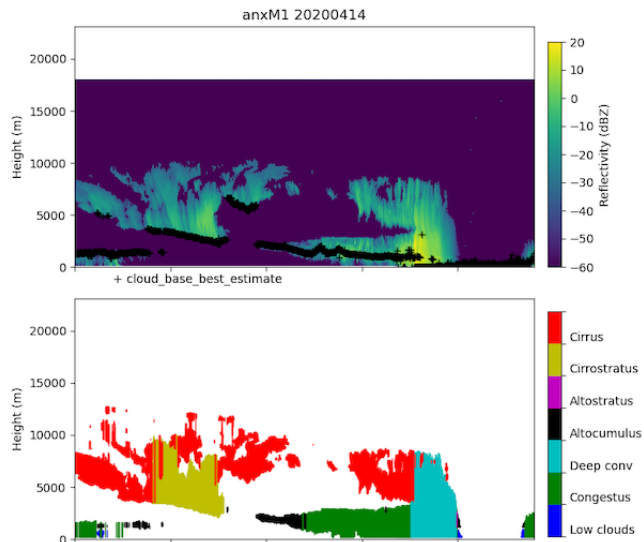 anxM1 20200414
20000
15000
10000
5000
0
Height (m)
20
10
0
−10
−20
−30
−40
−50
−60
Reflectivity (dBZ)
+ cloud_base_best_estimate
20000
15000
10000
5000
0
Height (m)
Cirrus
Cirrostratus
Altostratus
Altocumulus
Deep conv
Congestus
Low clouds